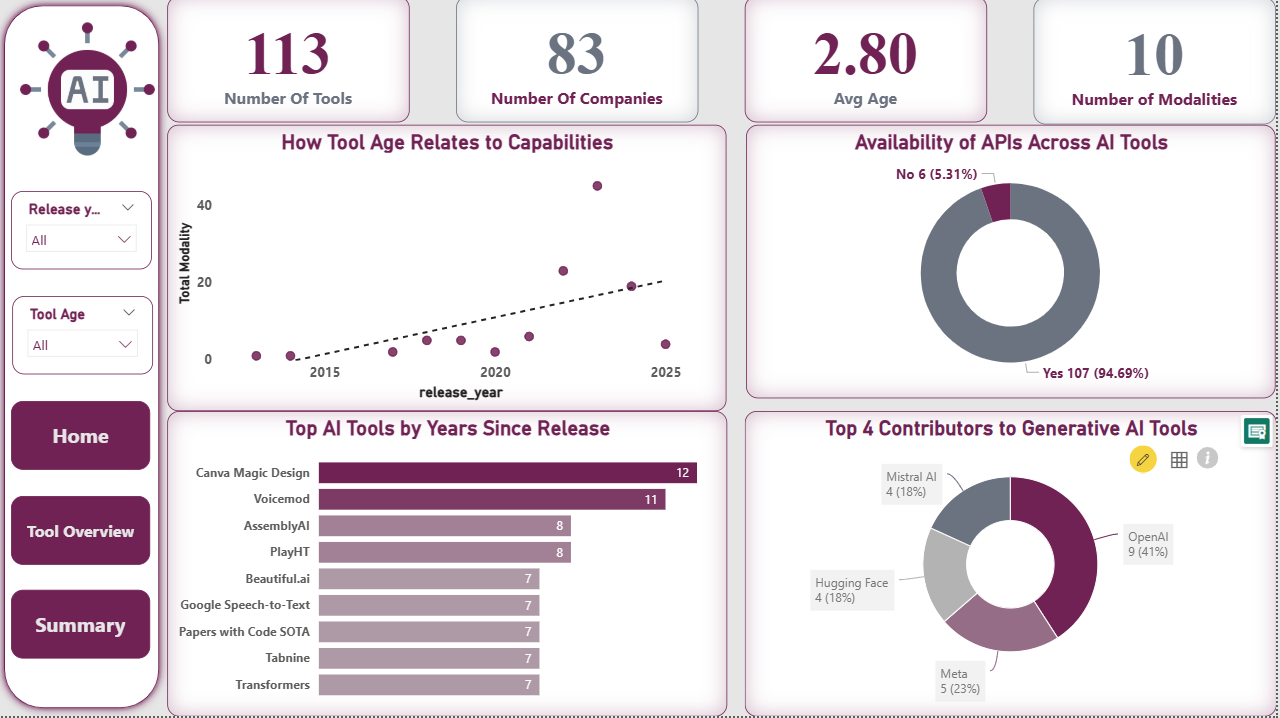 AI
Release y...
All
Tool Age
All
Home
Tool Overview
Summary
113
Number Of Tools
83
Number Of Companies
2.80
Avg Age
10
Number of Modalities
How Tool Age Relates to Capabilities
Total Modality
40
20
0
2015
2020
2025
release_year
Availability of APIs Across AI Tools
No 6 (5.31%)
Yes 107 (94.69%)
Top AI Tools by Years Since Release
Canva Magic Design 12
Voicemod 11
AssemblyAI 8
PlayHT 8
Beautiful.ai 7
Google Speech-to-Text 7
Papers with Code SOTA 7
Tabnine 7
Transformers 7
Top 4 Contributors to Generative AI Tools
Mistral AI
4 (18%)
OpenAI
9 (41%)
Hugging Face
4 (18%)
Meta
5 (23%)